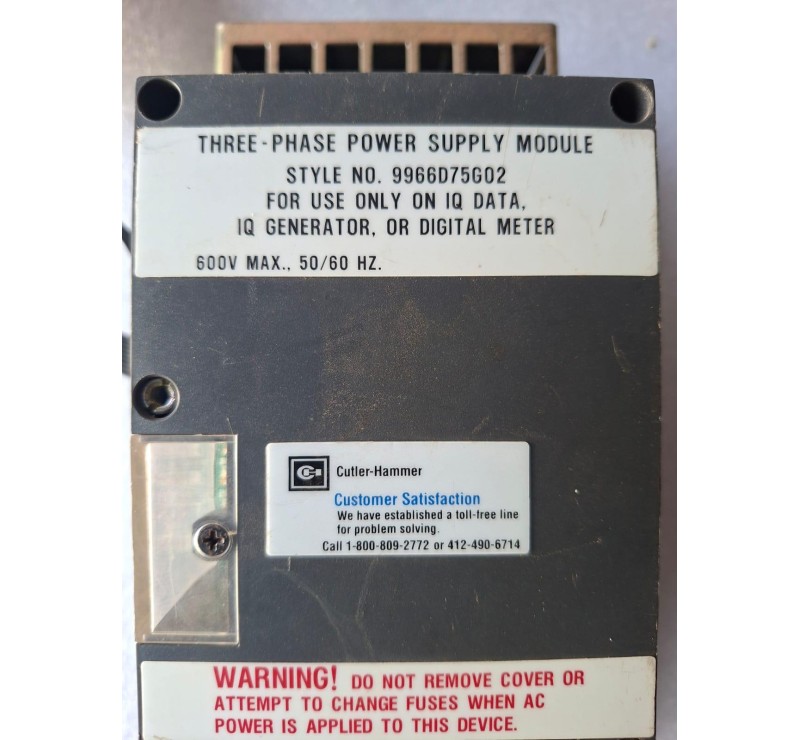 THREE-PHASE POWER SUPPLY MODULE
STYLE NO. 9966D75G02
FOR USE ONLY ON IQ DATA,
IQ GENERATOR, OR DIGITAL METER
600V MAX., 50/60 HZ.
Cutler-Hammer
Customer Satisfaction
We have established a toll-free line
for problem solving.
Call 1-800-809-2772 or 412-490-6714
WARNING! DO NOT REMOVE COVER OR
ATTEMPT TO CHANGE FUSES WHEN AC
POWER IS APPLIED TO THIS DEVICE.